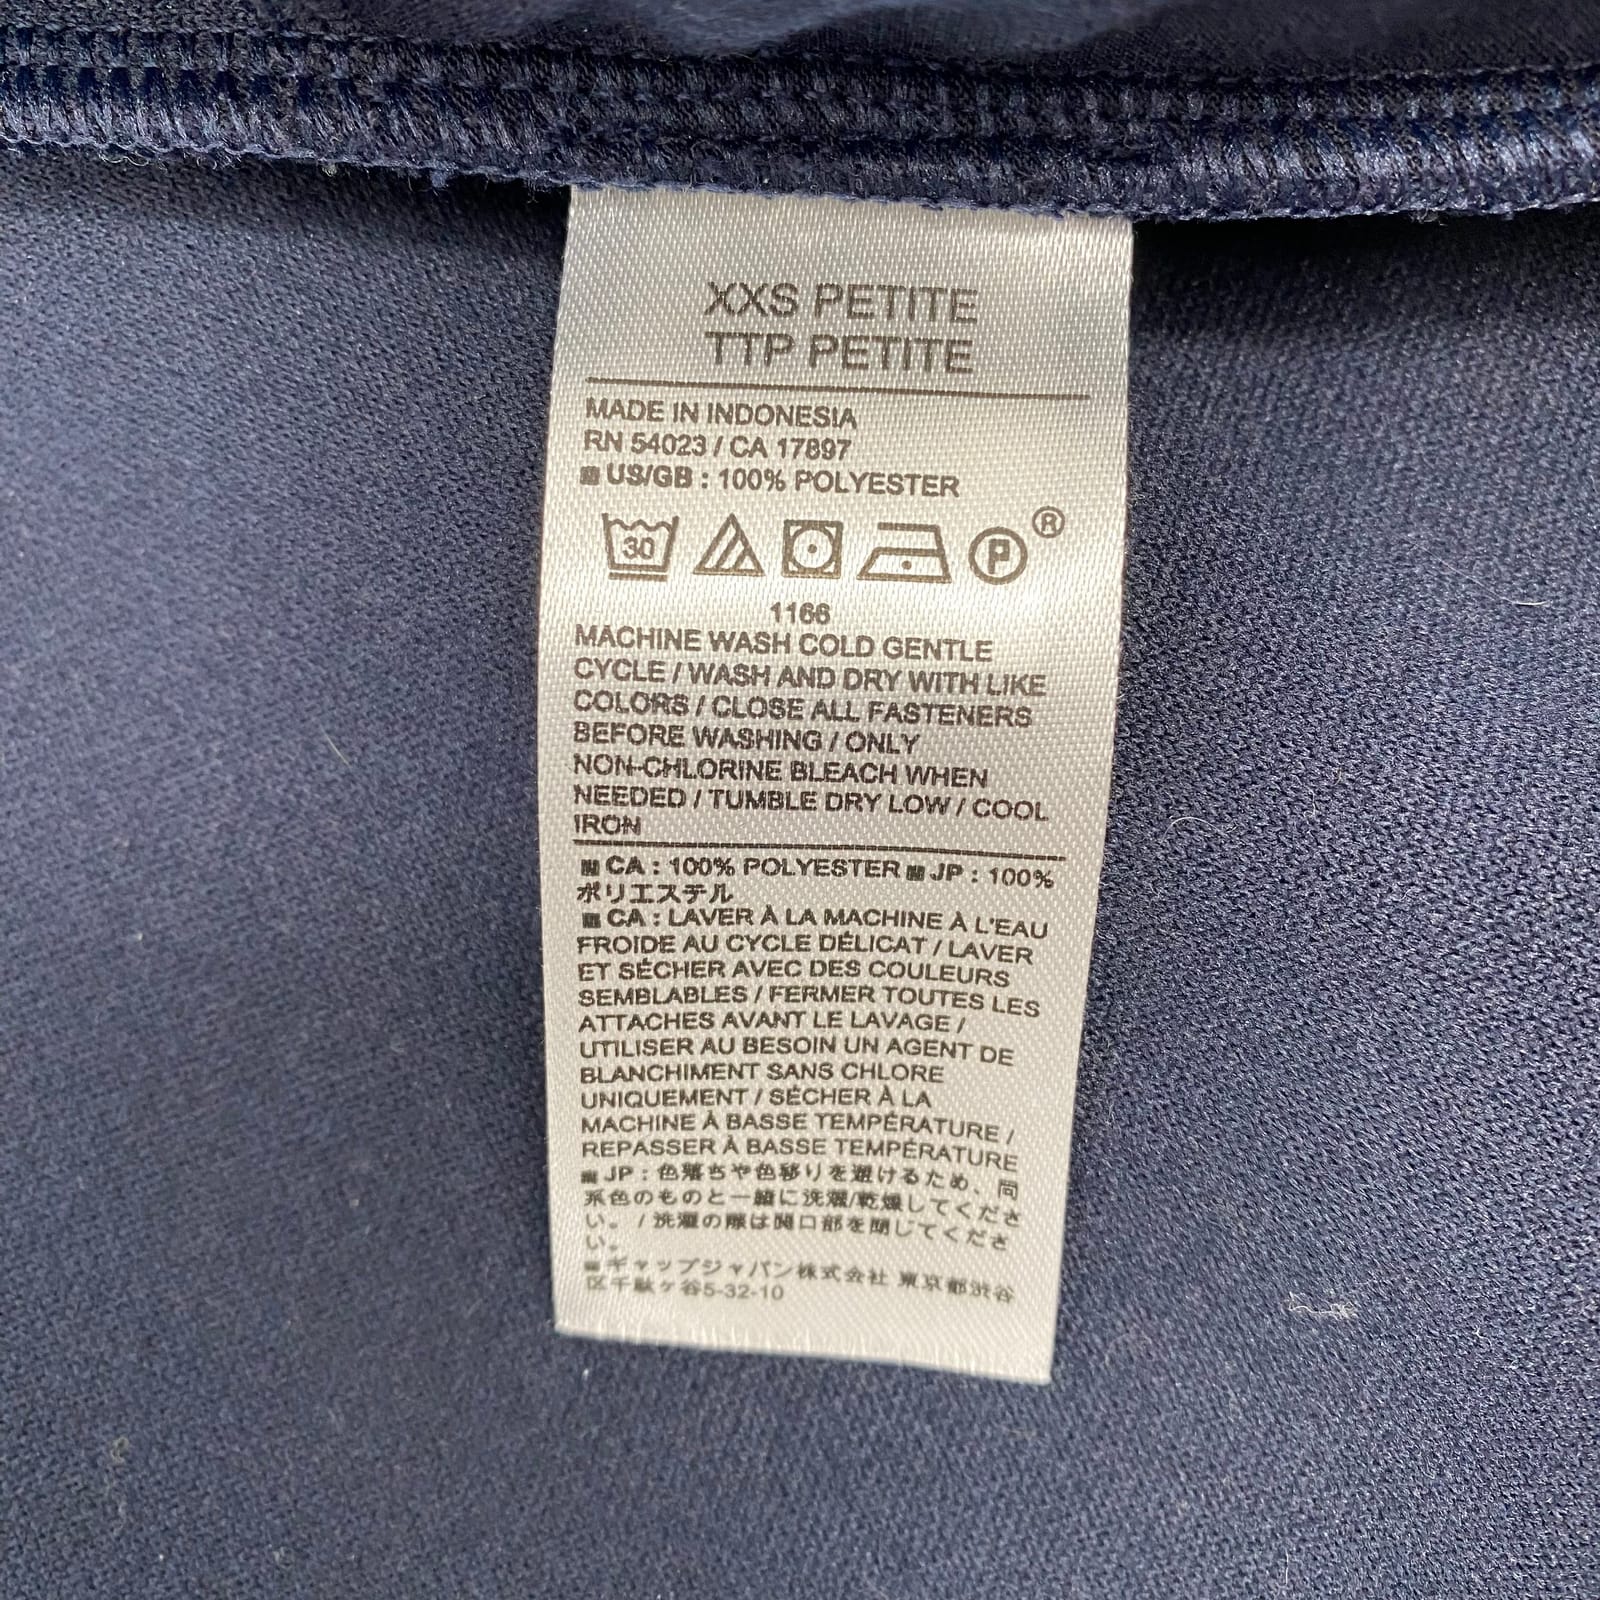 XXS PETITE
TTP PETITE
MADE IN INDONESIA
RN 54023 / CA 17897
■ US/GB : 100% POLYESTER
30 P ®
1166
MACHINE WASH COLD GENTLE
CYCLE / WASH AND DRY WITH LIKE
COLORS / CLOSE ALL FASTENERS
BEFORE WASHING / ONLY
NON-CHLORINE BLEACH WHEN
NEEDED / TUMBLE DRY LOW / COOL
IRON
■ CA : 100% POLYESTER ■ JP : 100%
ポリエステル
■ CA : LAVER À LA MACHINE À L'EAU
FROIDE AU CYCLE DÉLICAT / LAVER
ET SÉCHER AVEC DES COULEURS
SEMBLABLES / FERMER TOUTES LES
ATTACHES AVANT LE LAVAGE /
UTILISER AU BESOIN UN AGENT DE
BLANCHIMENT SANS CHLORE
UNIQUEMENT / SÉCHER À LA
MACHINE À BASSE TEMPÉRATURE /
REPASSER À BASSE TEMPÉRATURE
■ JP : 色落ちや色移りを避けるため、同
系色のものと一緒に洗濯/乾燥してくださ
い。 / 洗濯の際は開口部を閉じてくださ
い。
■ ギャップジャパン株式会社 東京都渋谷
区千駄ヶ谷5-32-10